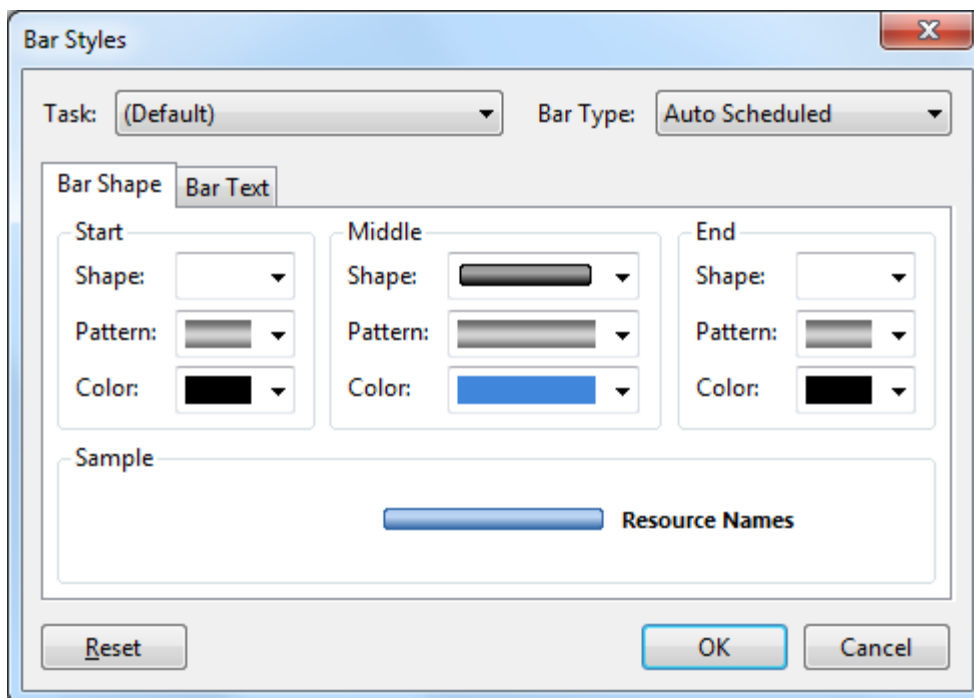 Bar Styles
Task: (Default) Bar Type: Auto Scheduled
Bar Shape Bar Text
Start Middle End
Shape: Shape: Shape:
Pattern: Pattern: Pattern:
Color: Color: Color:
Sample
Resource Names
Reset OK Cancel